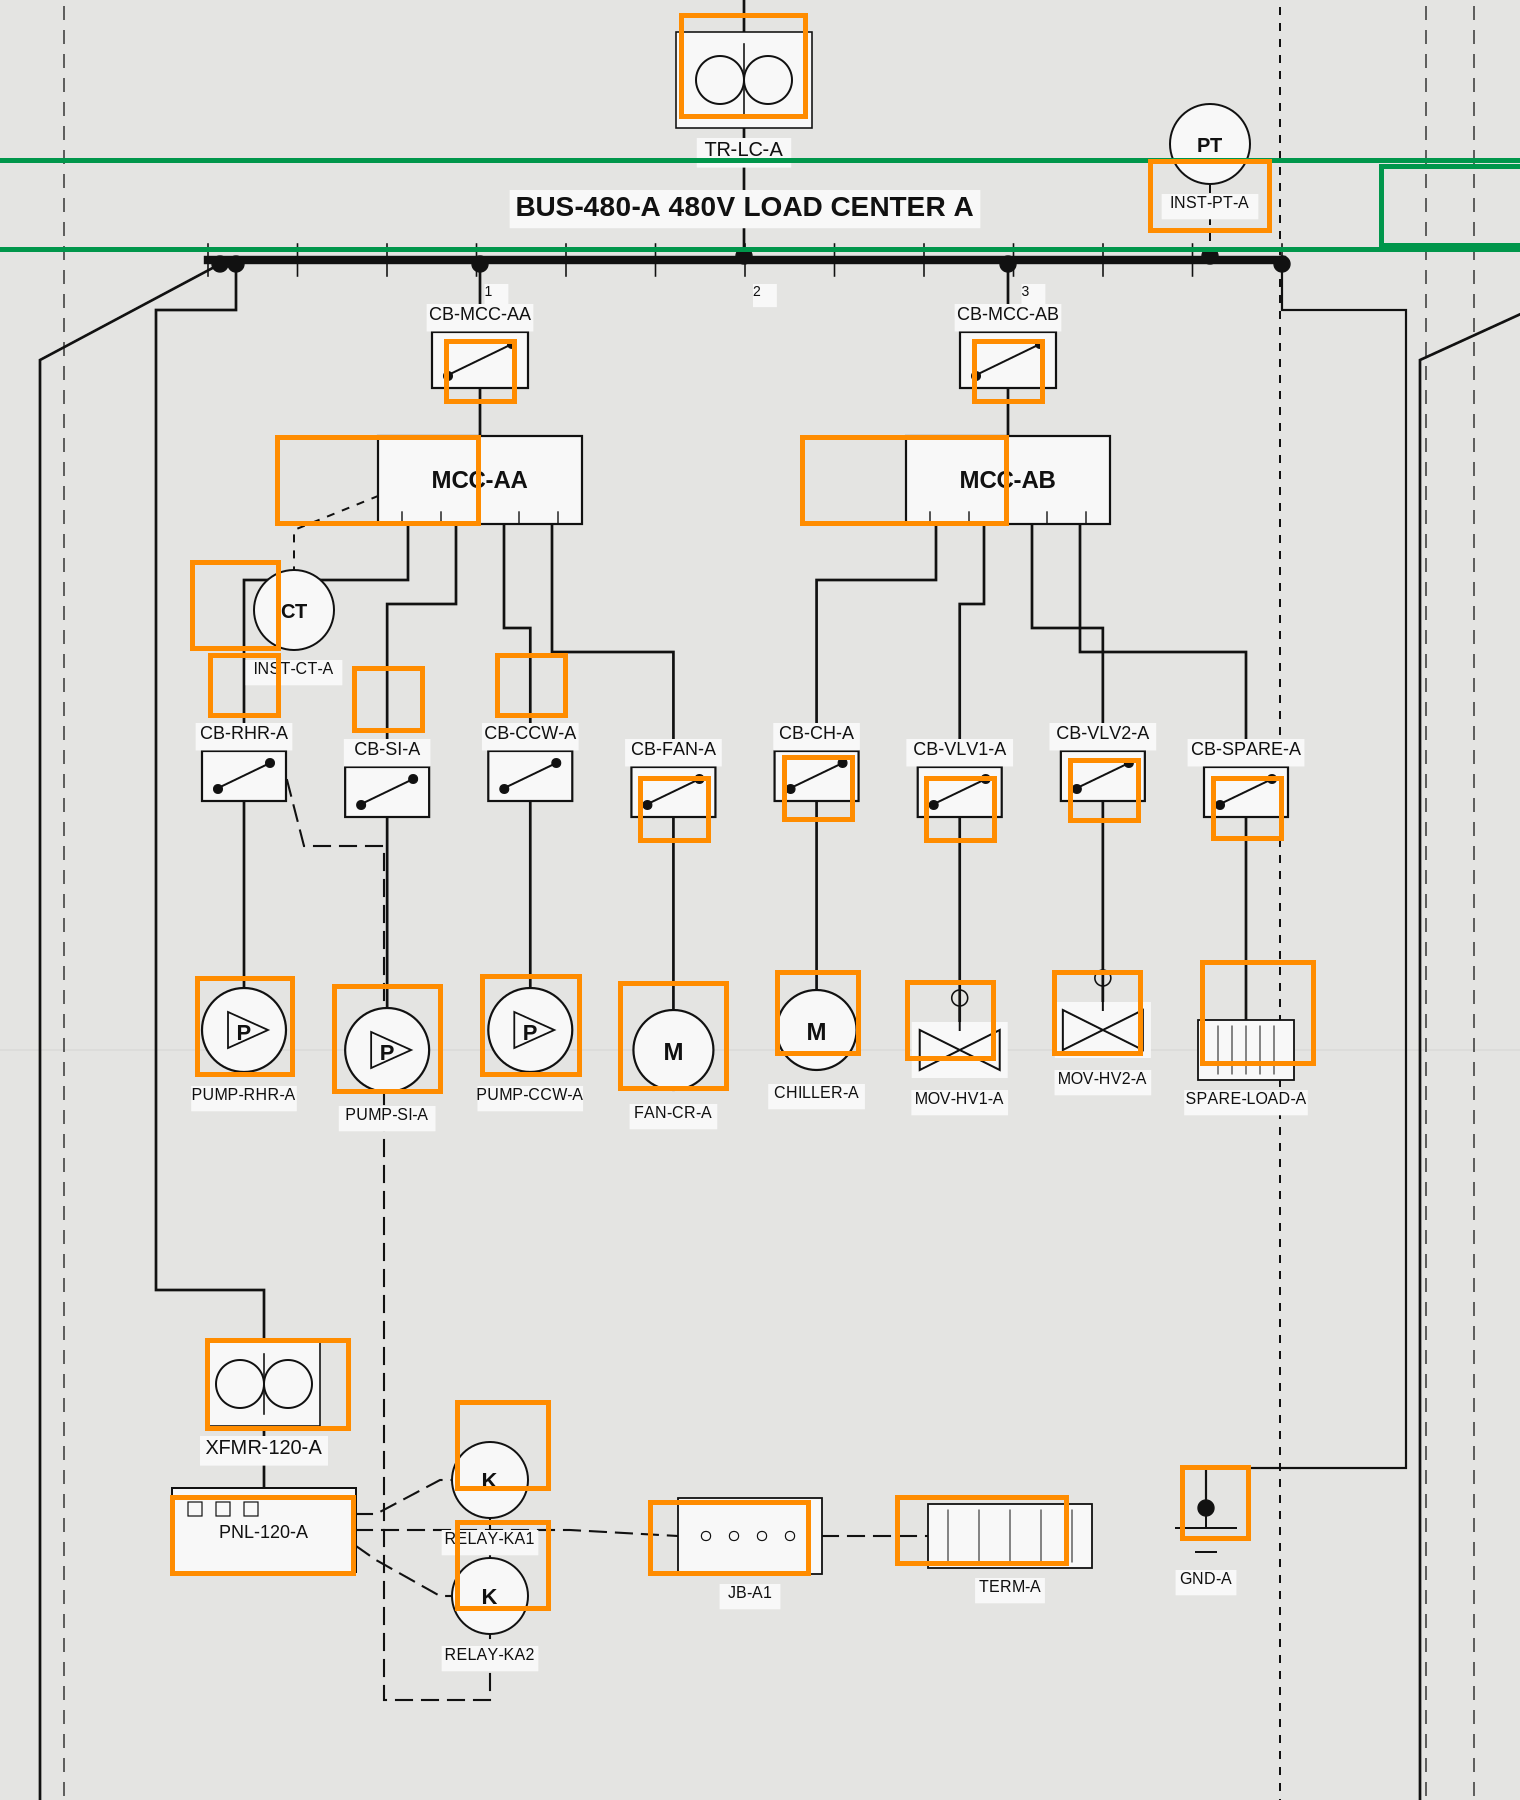 TR-LC-A
PT
BUS-480-A 480V LOAD CENTER A
INST-PT-A
1
2
3
CB-MCC-AA
CB-MCC-AB
MCC-AA
MCC-AB
CT
INST-CT-A
CB-RHR-A
CB-SI-A
CB-CCW-A
CB-FAN-A
CB-CH-A
CB-VLV1-A
CB-VLV2-A
CB-SPARE-A
P
P
P
M
M
PUMP-RHR-A
PUMP-SI-A
PUMP-CCW-A
FAN-CR-A
CHILLER-A
MOV-HV1-A
MOV-HV2-A
SPARE-LOAD-A
XFMR-120-A
K
PNL-120-A
RELAY-KA1
K
RELAY-KA2
JB-A1
TERM-A
GND-A